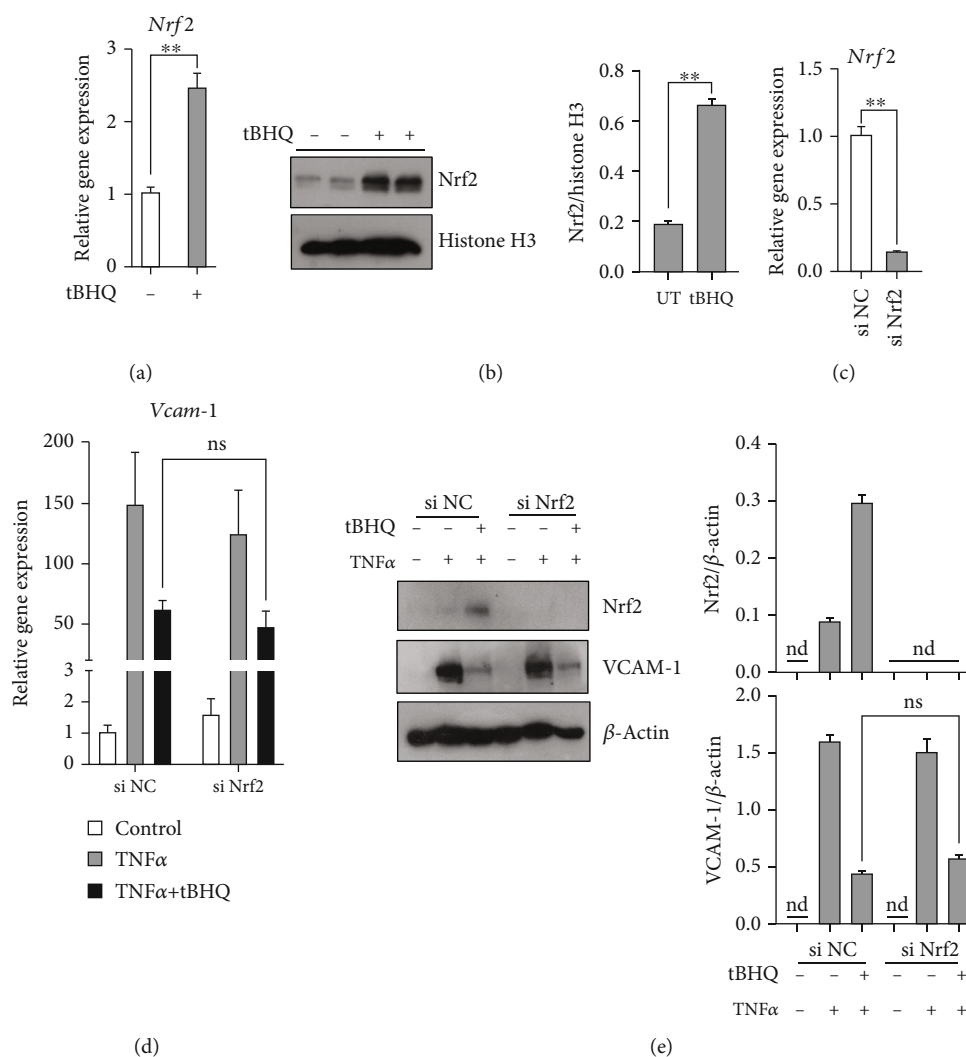 Nrf2
**
Relative gene expression
3
2
1
0
tBHQ – +
(a)
tBHQ – – + +
Nrf2
Histone H3
Nrf2/histone H3
0.8
0.6
0.4
0.2
0.0
**
UT tBHQ
(b)
Nrf2
Relative gene expression
1.5
1.0
0.5
0.0
**
si NC
si Nrf2
(c)
Vcam-1
Relative gene expression
200
150
100
50
3
2
1
0
ns
si NC si Nrf2
Control
TNFα
TNFα+tBHQ
(d)
si NC si Nrf2
tBHQ – – + – – +
TNFα – + + – + +
Nrf2
VCAM-1
β-Actin
Nrf2/β-actin
0.4
0.3
0.2
0.1
0.0
nd nd
VCAM-1/β-actin
2.0
1.5
1.0
0.5
0.0
ns
nd nd
si NC si Nrf2
tBHQ – – + – – +
TNFα – + + – + +
(e)